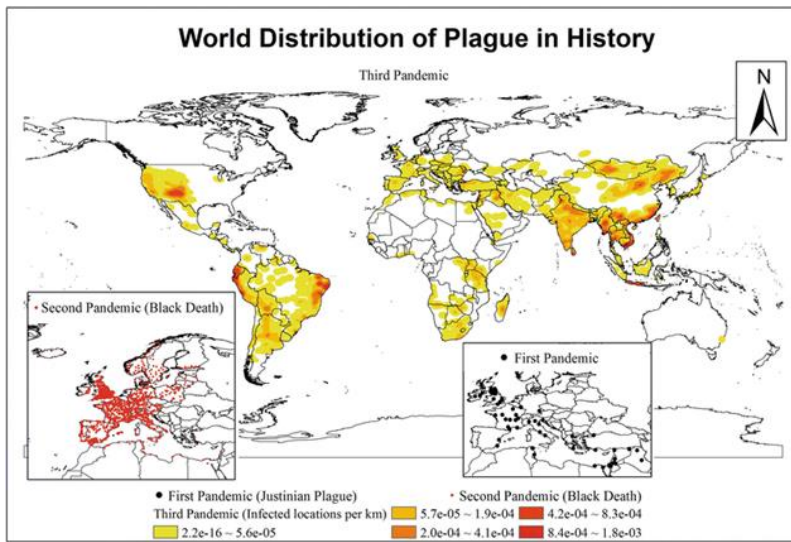 World Distribution of Plague in History
Third Pandemic
N
Second Pandemic (Black Death)
First Pandemic
First Pandemic (Justinian Plague)
Second Pandemic (Black Death)
Third Pandemic (Infected locations per km)
2.2e-16 ~ 5.6e-05
5.7e-05 ~ 1.9e-04
2.0e-04 ~ 4.1e-04
4.2e-04 ~ 8.3e-04
8.4e-04 ~ 1.8e-03